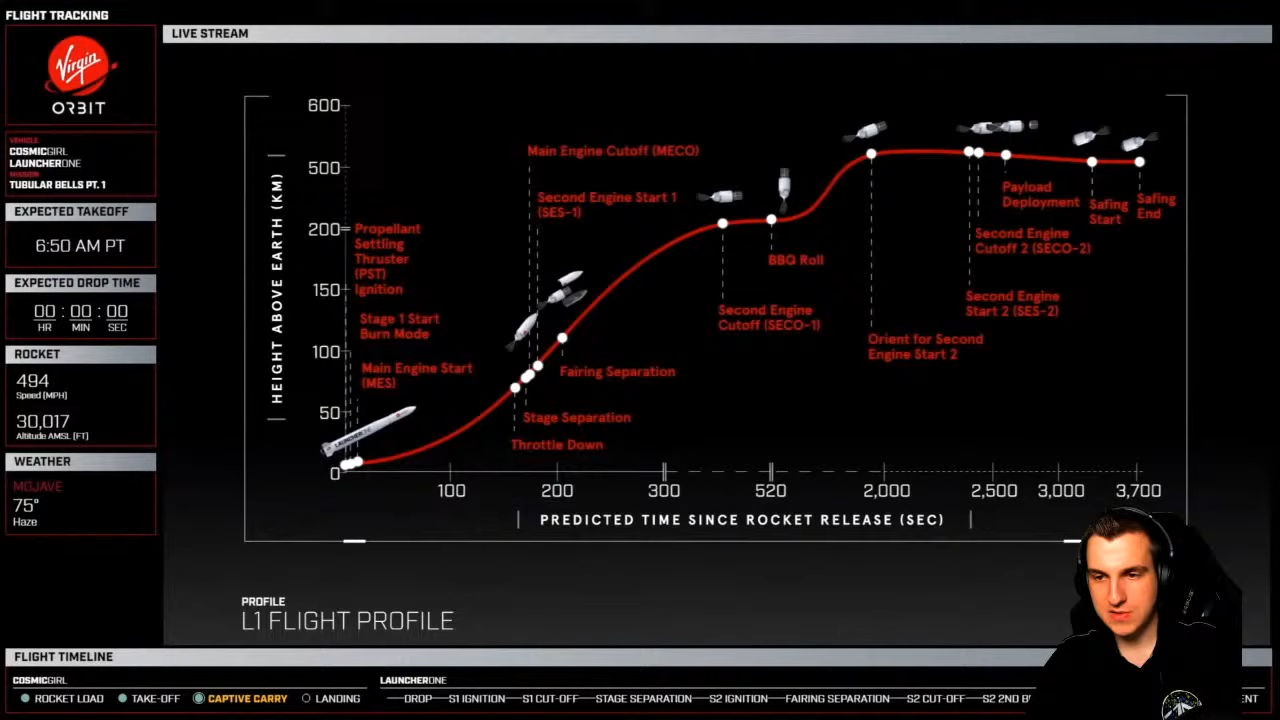 FLIGHT TRACKING
Virgin
ORBIT
VEHICLE:
COSMICGIRL
LAUNCHERONE
MISSION
TUBULAR BELLS PT. 1
EXPECTED TAKEOFF
6:50 AM PT
EXPECTED DROP TIME
00 : 00 : 00
HR MIN SEC
ROCKET
494
Speed (MPH)
30,017
Altitude AMSL (FT)
WEATHER
MOJAVE
75°
Haze
LIVE STREAM
HEIGHT ABOVE EARTH (KM)
600
500
200
150
100
50
0
Propellant
Settling
Thruster
(PST)
Ignition
Stage 1 Start
Burn Mode
Main Engine Start
(MES)
Main Engine Cutoff (MECO)
Second Engine Start 1
(SES-1)
Fairing Separation
Stage Separation
Throttle Down
Second Engine
Cutoff (SECO-1)
BBQ Roll
Orient for Second
Engine Start 2
Second Engine
Start 2 (SES-2)
Second Engine
Cutoff 2 (SECO-2)
Payload
Deployment
Safing
Start
Safing
End
100 200 300 520 2,000 2,500 3,000 3,700
PREDICTED TIME SINCE ROCKET RELEASE (SEC)
PROFILE
L1 FLIGHT PROFILE
FLIGHT TIMELINE
COSMICGIRL
ROCKET LOAD TAKE-OFF CAPTIVE CARRY LANDING
LAUNCHERONE
DROP S1 IGNITION S1 CUT-OFF STAGE SEPARATION S2 IGNITION FAIRING SEPARATION S2 CUT-OFF S2 2ND